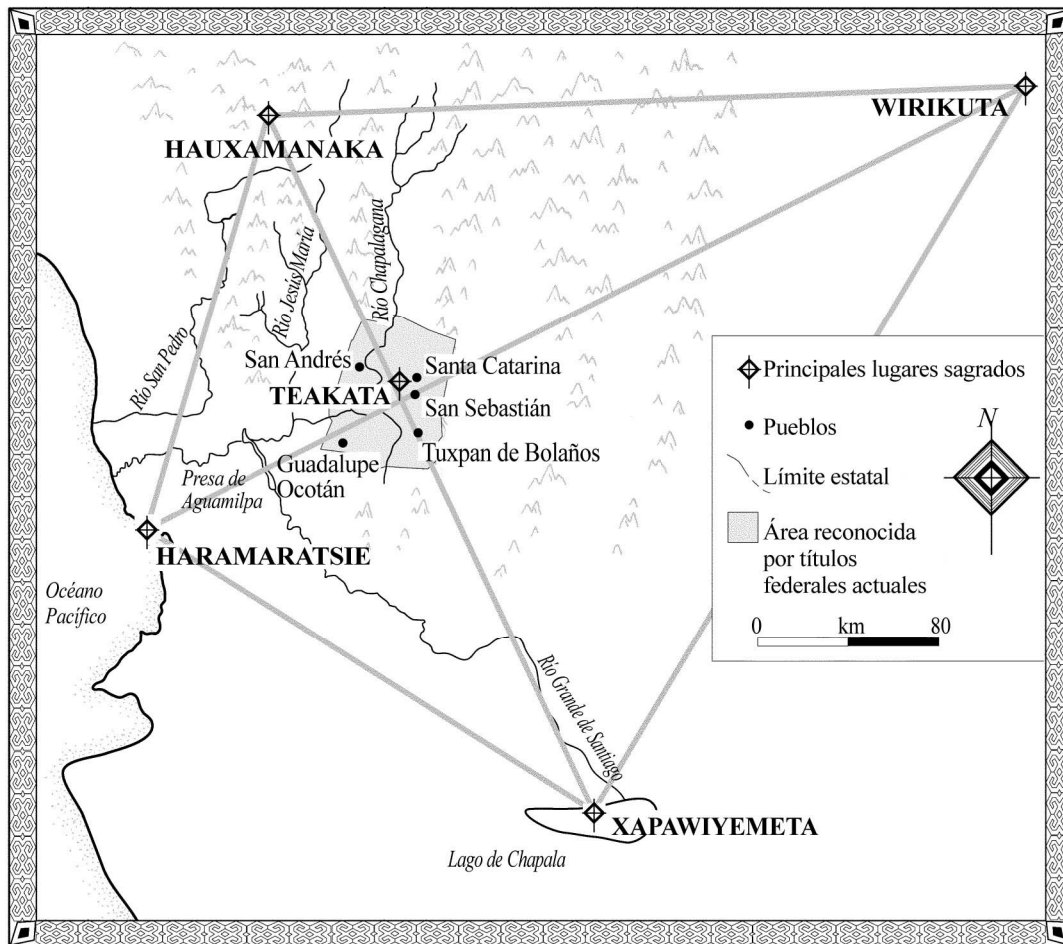 WIRIKUTA
HAUXAMANAKA
Río Jesús María
Río Chapalagana
Río San Pedro
San Andrés
Santa Catarina
TEAKATA
San Sebastián
Tuxpan de Bolaños
Guadalupe
Ocotán
Presa de
Aguamilpa
HARAMARATSIE
Océano
Pacífico
Río Grande de Santiago
XAPAWIYEMETA
Lago de Chapala
Principales lugares sagrados
Pueblos
Límite estatal
Área reconocida
por títulos
federales actuales
N
0 km 80